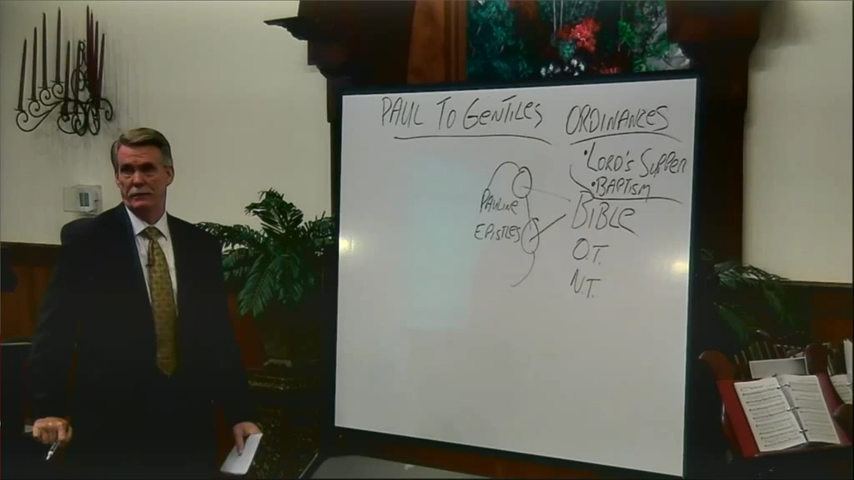 PAUL TO GENTILES
ORDINANCES
• LORD'S SUPPER
• BAPTISM
PAULINE
EPISTLES
BIBLE
O.T.
N.T.